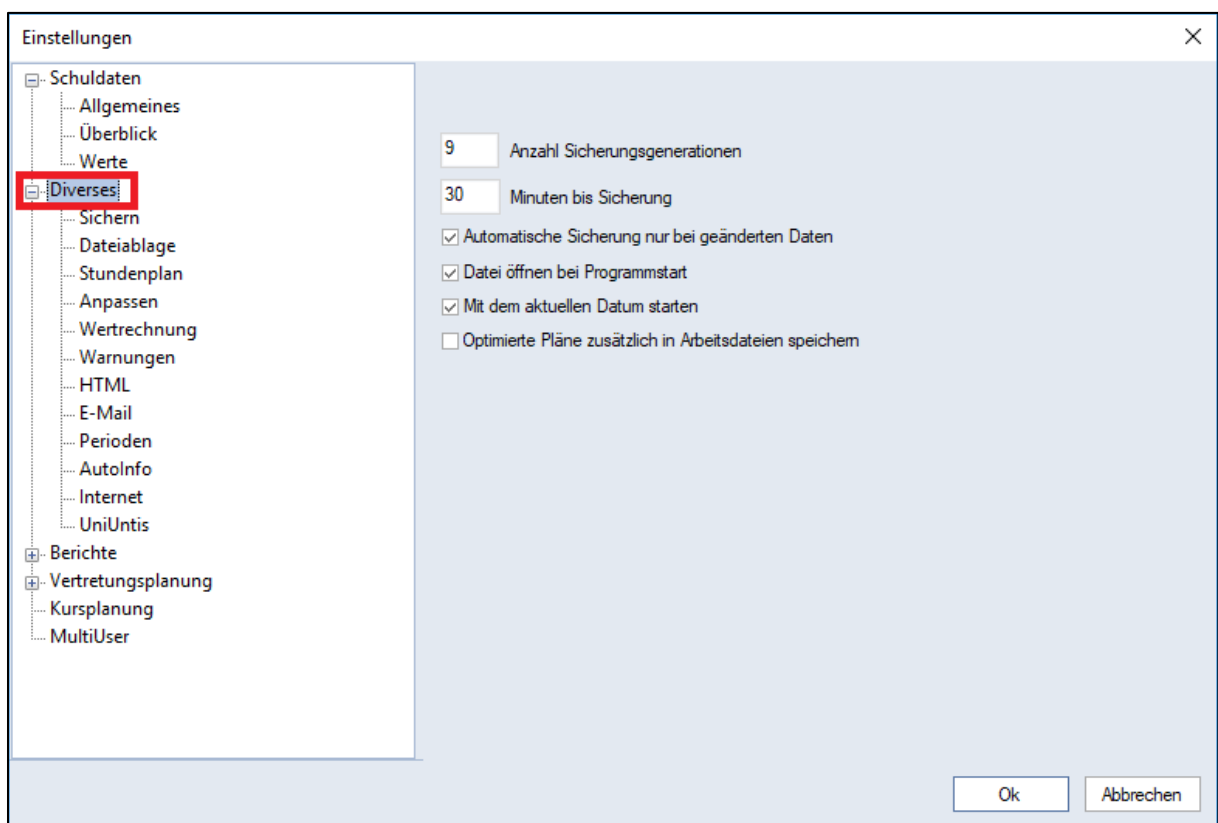 Einstellungen
Schuldaten
Allgemeines
Überblick
Werte
Diverses
Sichern
Dateiablage
Stundenplan
Anpassen
Wertrechnung
Warnungen
HTML
E-Mail
Perioden
AutoInfo
Internet
UniUntis
Berichte
Vertretungsplanung
Kursplanung
MultiUser
9 Anzahl Sicherungsgenerationen
30 Minuten bis Sicherung
Automatische Sicherung nur bei geänderten Daten
Datei öffnen bei Programmstart
Mit dem aktuellen Datum starten
Optimierte Pläne zusätzlich in Arbeitsdateien speichern
Ok
Abbrechen